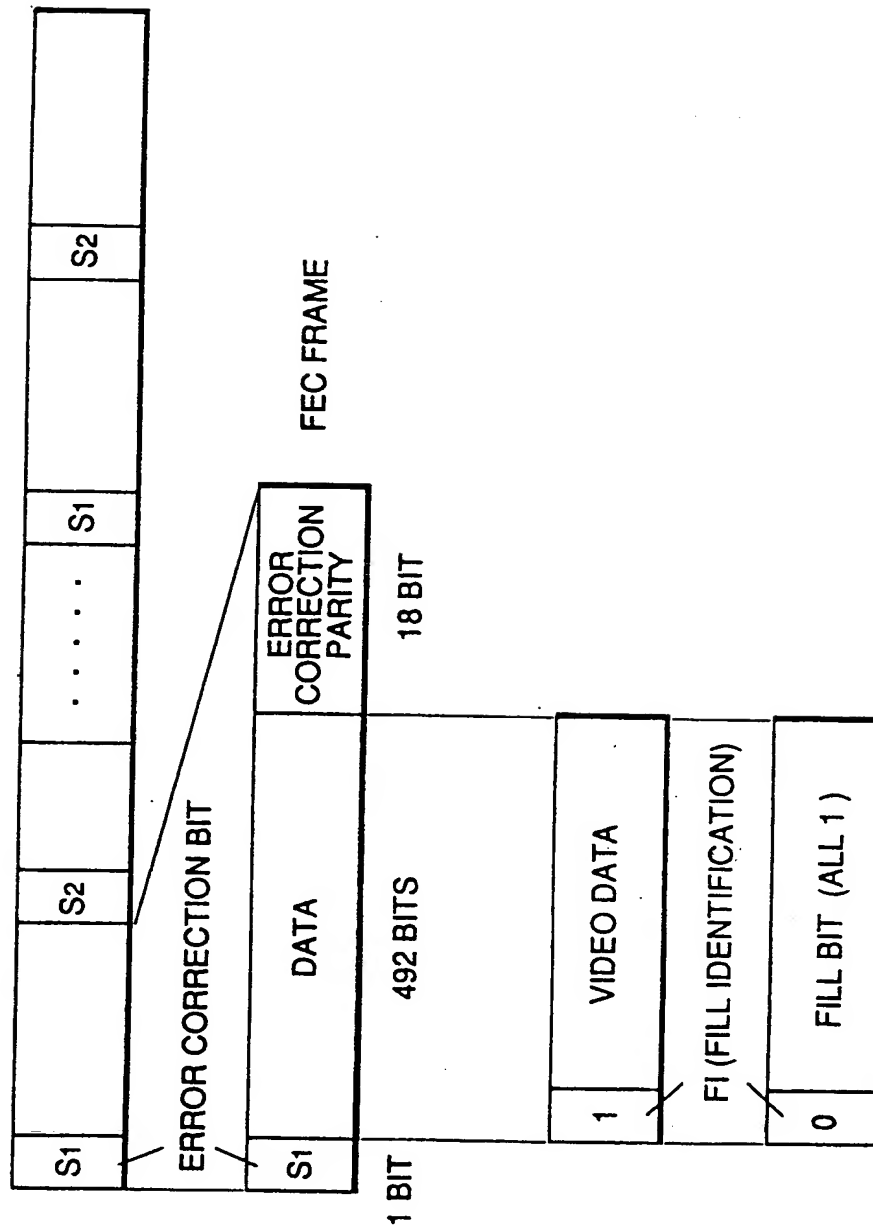 S1 S2 . . . . . S1 S2
ERROR CORRECTION BIT
S1 DATA ERROR
CORRECTION
PARITY
FEC FRAME
1 BIT 492 BITS 18 BIT
1 VIDEO DATA
FI (FILL IDENTIFICATION)
0 FILL BIT (ALL 1)